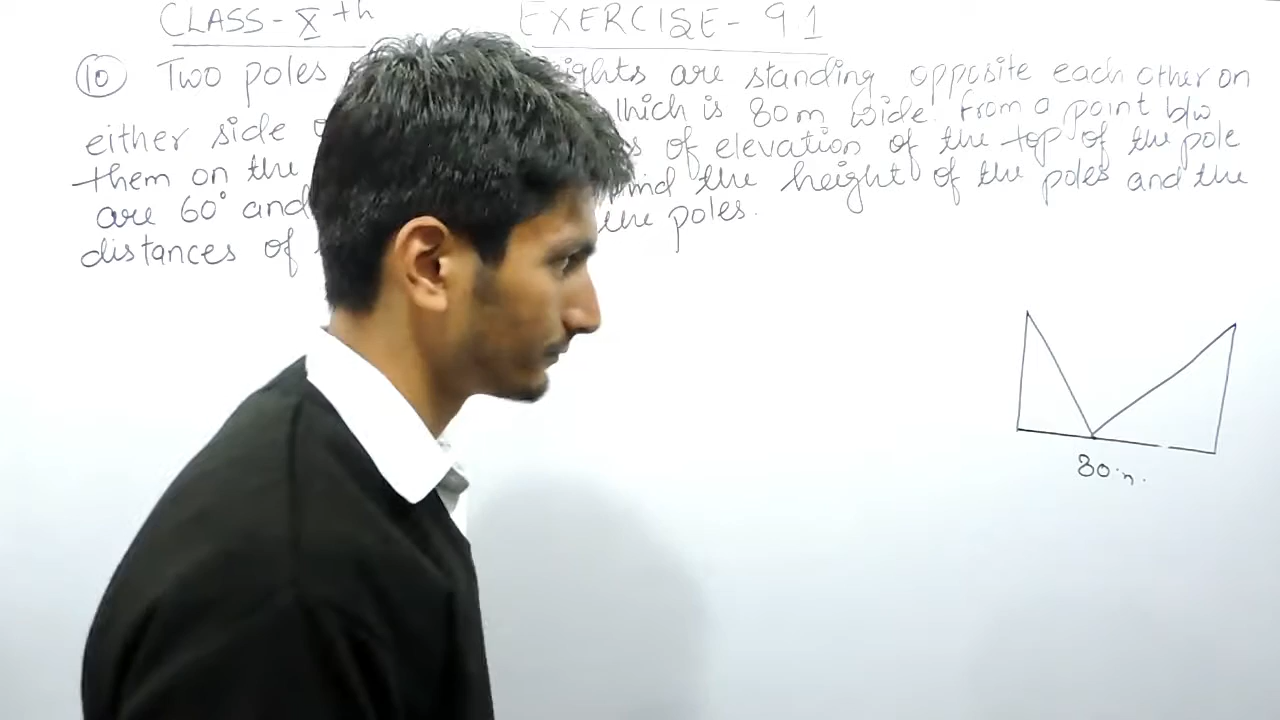 CLASS- X th EXERCISE- 9.1
10 Two poles ights are standing opposite each other on
either side which is 80 m wide. From a point b/w
them on the s of elevation of the top of the pole
are 60° and ind the height of the poles and the
distances of the poles.
80 m.